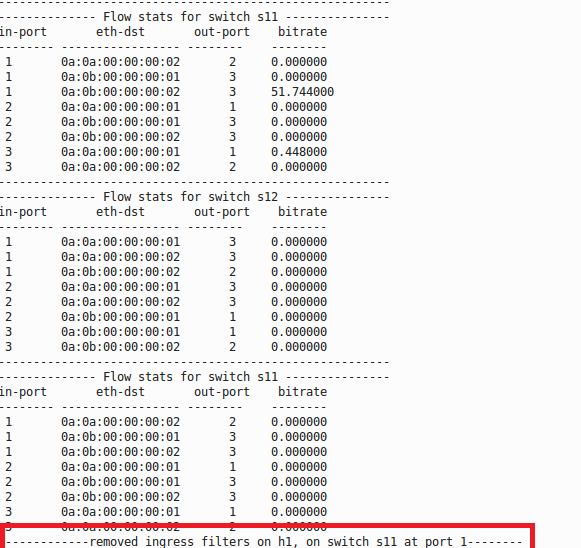 --------------------------------------------------------
-------------- Flow stats for switch s11 ---------------
in-port eth-dst out-port bitrate
-------- ----------------- -------- --------
1 0a:0a:00:00:00:02 2 0.000000
1 0a:0b:00:00:00:01 3 0.000000
1 0a:0b:00:00:00:02 3 51.744000
2 0a:0a:00:00:00:01 1 0.000000
2 0a:0b:00:00:00:01 3 0.000000
2 0a:0b:00:00:00:02 3 0.000000
3 0a:0a:00:00:00:01 1 0.448000
3 0a:0a:00:00:00:02 2 0.000000
--------------------------------------------------------
-------------- Flow stats for switch s12 ---------------
in-port eth-dst out-port bitrate
-------- ----------------- -------- --------
1 0a:0a:00:00:00:01 3 0.000000
1 0a:0a:00:00:00:02 3 0.000000
1 0a:0b:00:00:00:02 2 0.000000
2 0a:0a:00:00:00:01 3 0.000000
2 0a:0a:00:00:00:02 3 0.000000
2 0a:0b:00:00:00:01 1 0.000000
3 0a:0b:00:00:00:01 1 0.000000
3 0a:0b:00:00:00:02 2 0.000000
--------------------------------------------------------
-------------- Flow stats for switch s11 ---------------
in-port eth-dst out-port bitrate
-------- ----------------- -------- --------
1 0a:0a:00:00:00:02 2 0.000000
1 0a:0b:00:00:00:01 3 0.000000
1 0a:0b:00:00:00:02 3 0.000000
2 0a:0a:00:00:00:01 1 0.000000
2 0a:0b:00:00:00:01 3 0.000000
2 0a:0b:00:00:00:02 3 0.000000
3 0a:0a:00:00:00:01 1 0.000000
3 0a:0a:00:00:00:02 2 0.000000
------------removed ingress filters on h1, on switch s11 at port 1--------